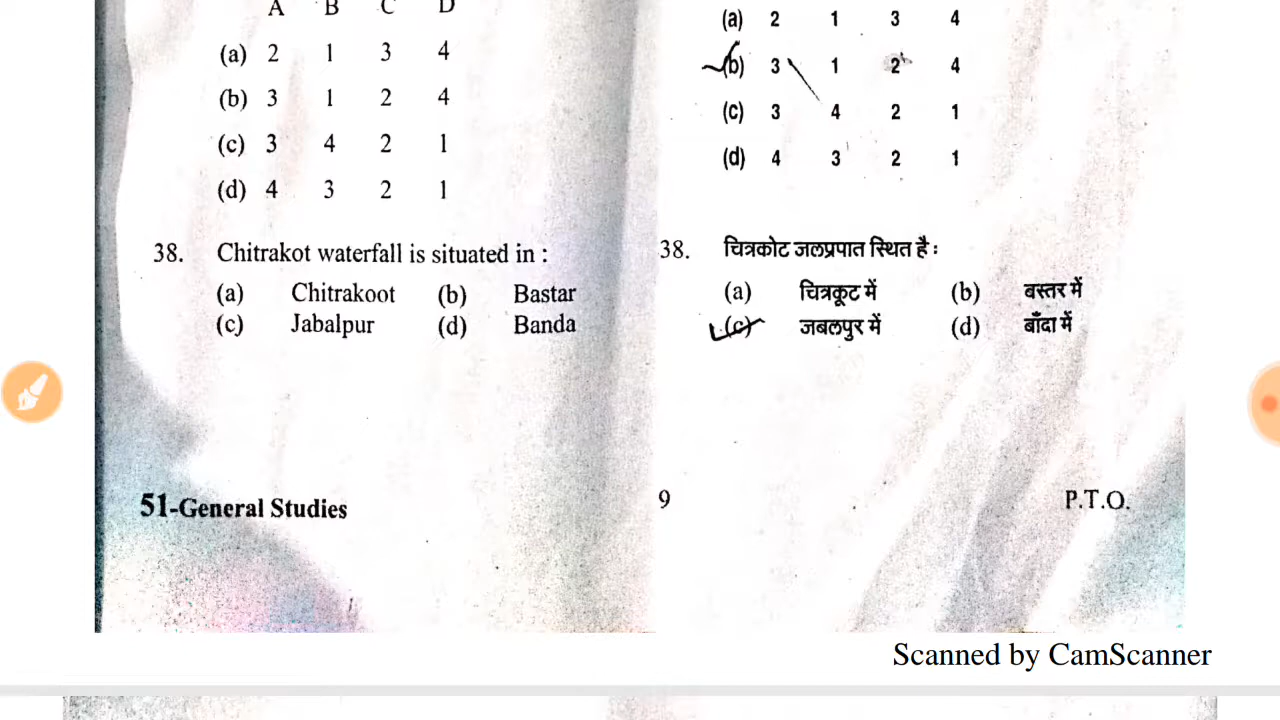 A B C D
(a) 2 1 3 4
(b) 3 1 2 4
(c) 3 4 2 1
(d) 4 3 2 1
38. Chitrakot waterfall is situated in :
(a) Chitrakoot (b) Bastar
(c) Jabalpur (d) Banda
51-General Studies
(a) 2 1 3 4
(b) 3 1 2 4
(c) 3 4 2 1
(d) 4 3 2 1
38. चित्रकोट जलप्रपात स्थित है :
(a) चित्रकूट में (b) बस्तर में
(c) जबलपुर में (d) बाँदा में
9
P.T.O.
Scanned by CamScanner